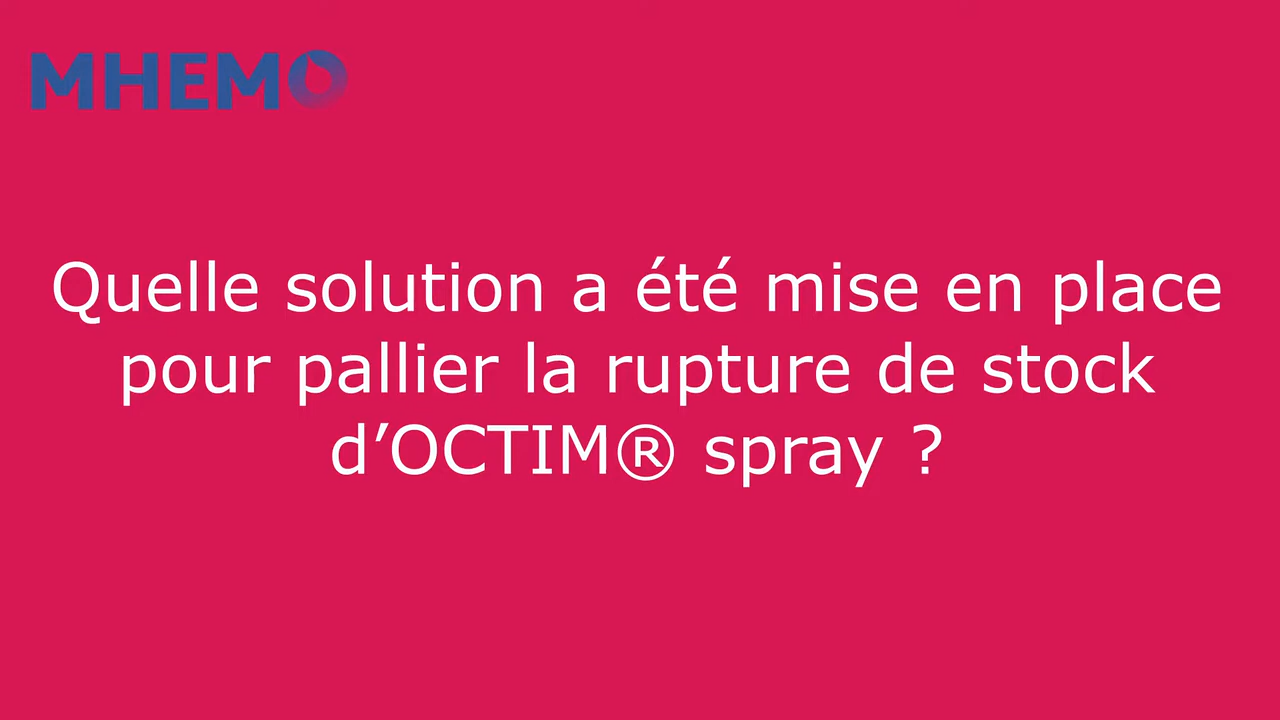 MHEMO
Quelle solution a été mise en place
pour pallier la rupture de stock
d’OCTIM® spray ?